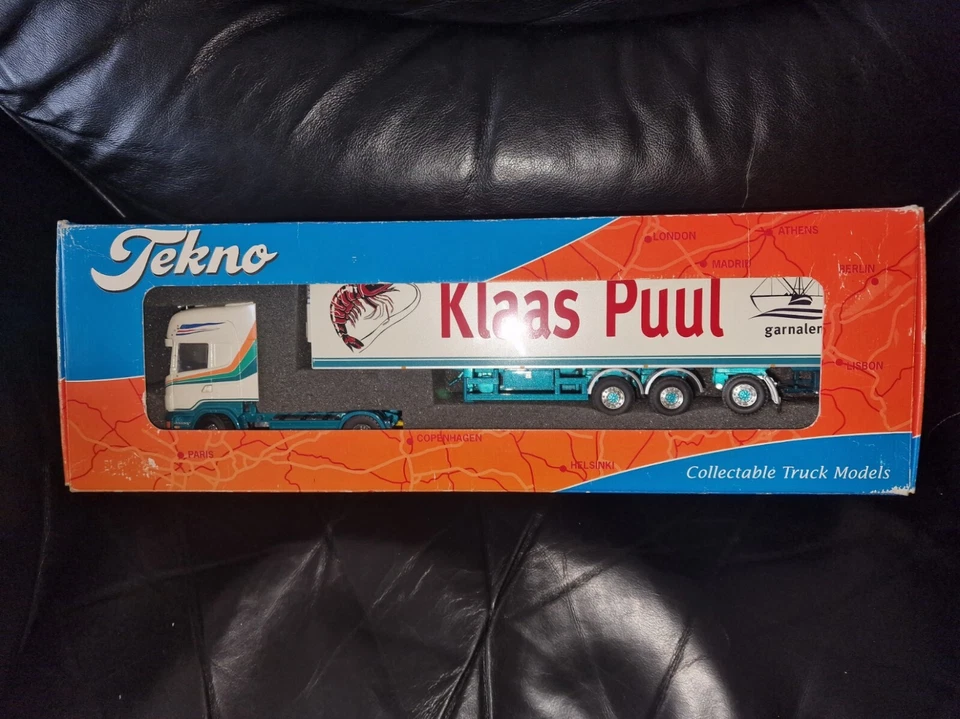 Tekno
LONDON
ATHENS
MADRID
BERLIN
Klaas Puul
garnalen
LISBON
COPENHAGEN
PARIS
HELSINKI
Collectable Truck Models